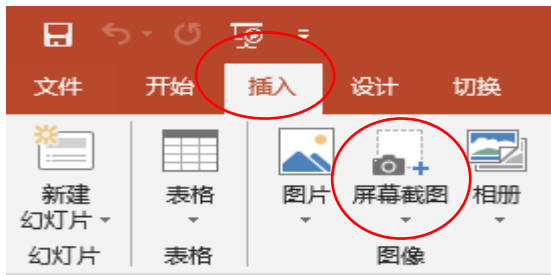 文件 开始 插入 设计 切换
新建
幻灯片 表格 图片 屏幕截图 相册
幻灯片 表格 图像